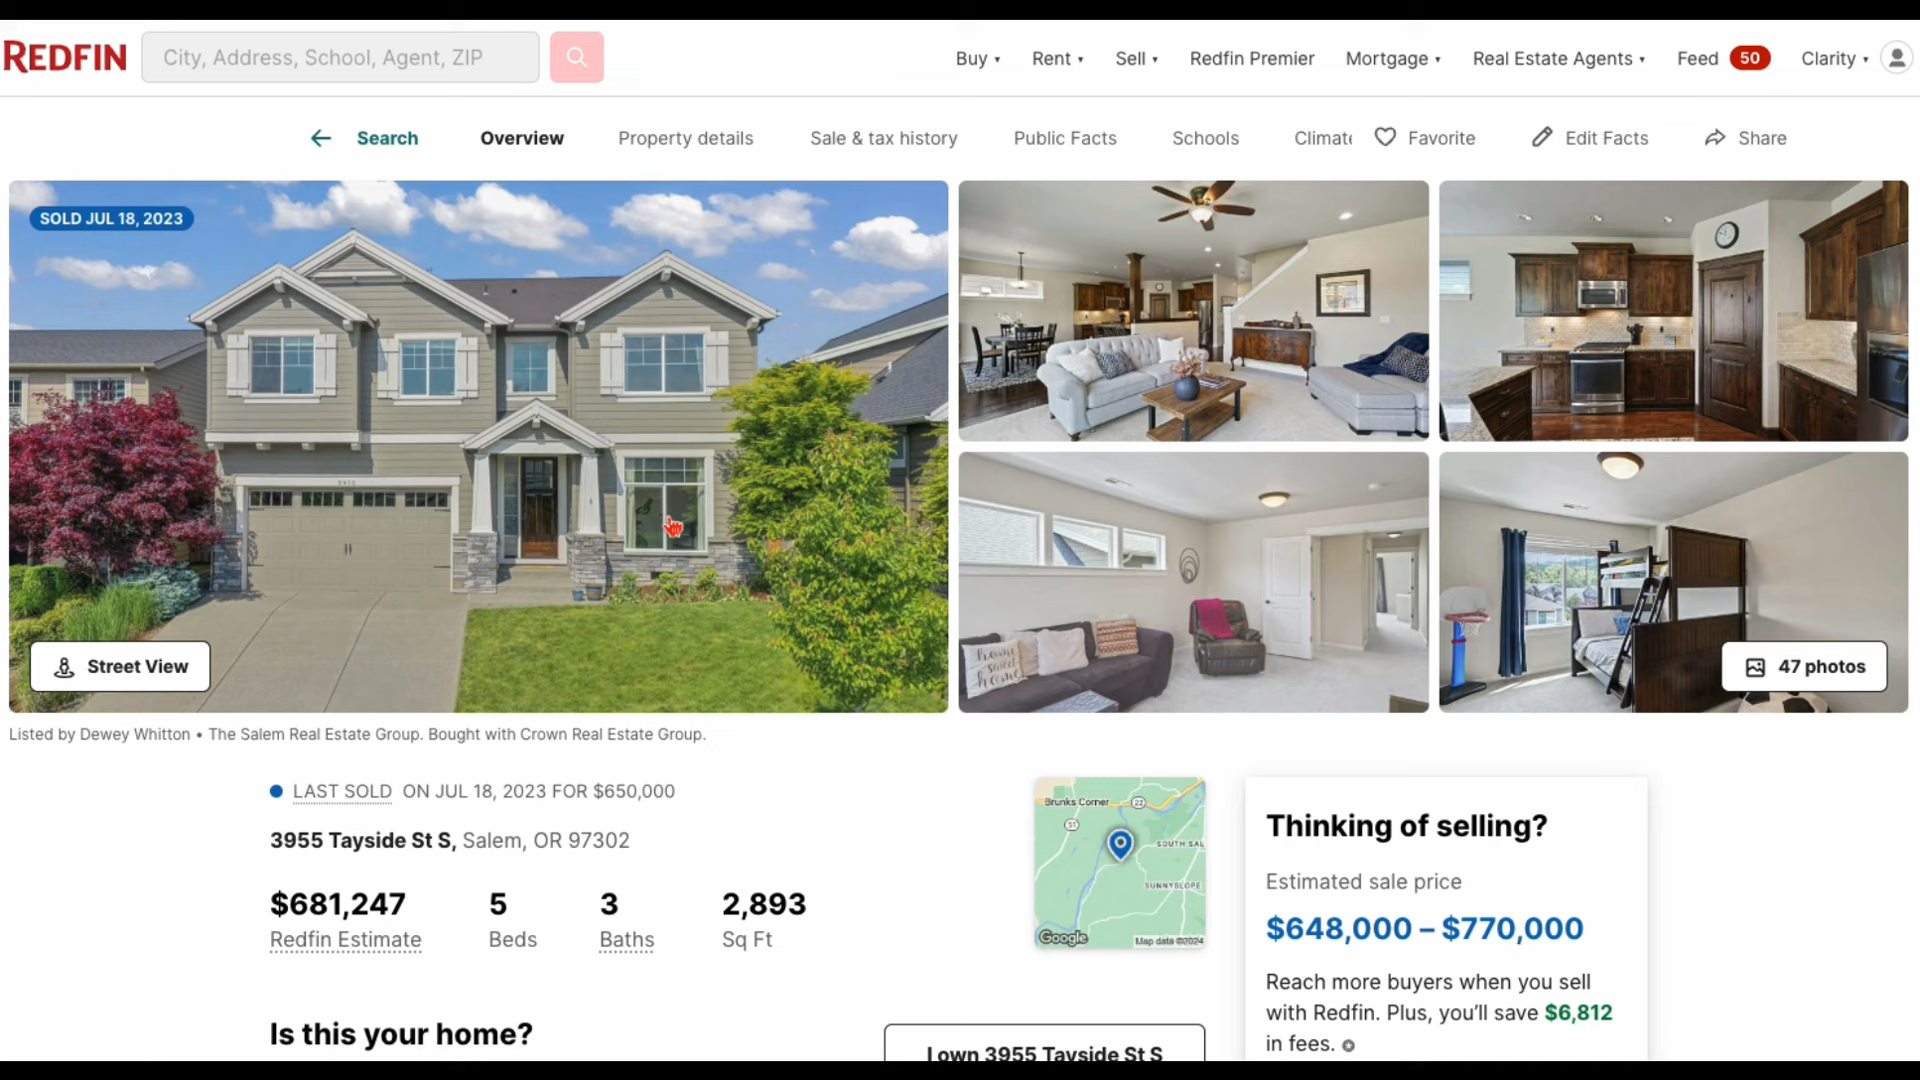 REDFIN
City, Address, School, Agent, ZIP
Buy
Rent
Sell
Redfin Premier
Mortgage
Real Estate Agents
Feed 50
Clarity
Search
Overview
Property details
Sale & tax history
Public Facts
Schools
Climate
Favorite
Edit Facts
Share
SOLD JUL 18, 2023
home
sweet
home
Street View
47 photos
Listed by Dewey Whitton • The Salem Real Estate Group. Bought with Crown Real Estate Group.
LAST SOLD ON JUL 18, 2023 FOR $650,000
3955 Tayside St S, Salem, OR 97302
$681,247
Redfin Estimate
5
Beds
3
Baths
2,893
Sq Ft
Brunks Corner
22
51
SOUTH SAL
SUNNYSLOPE
Google
Map data ©2024
Thinking of selling?
Estimated sale price
$648,000 – $770,000
Reach more buyers when you sell
with Redfin. Plus, you'll save $6,812
in fees.
Is this your home?
I own 3955 Tayside St S